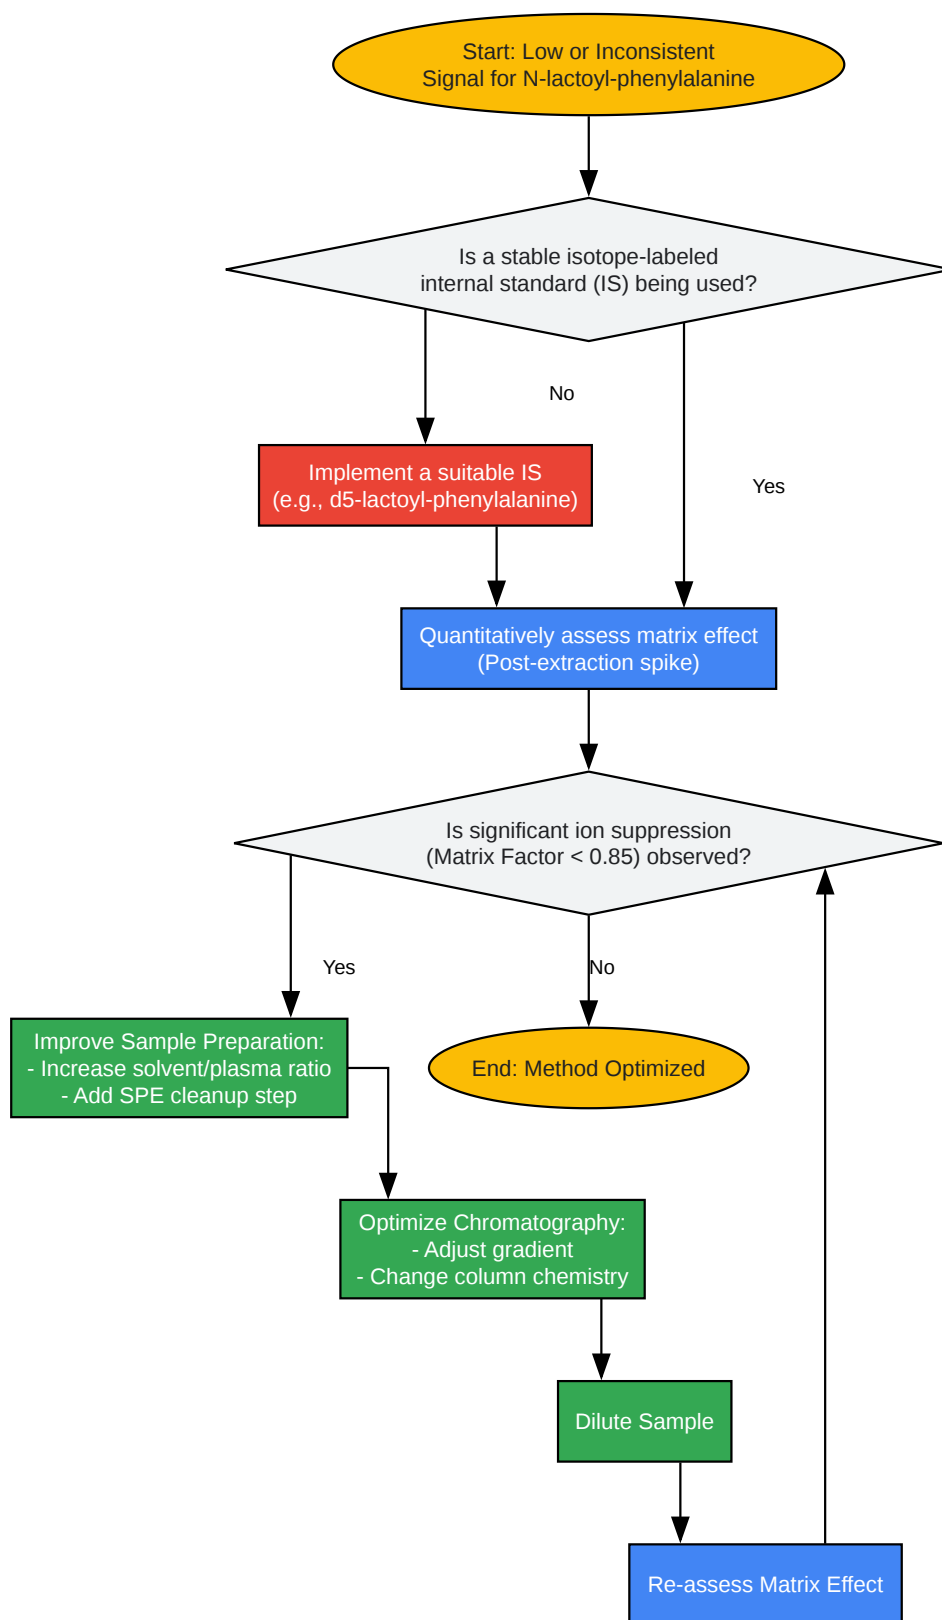 Start: Low or Inconsistent
Signal for N-lactoyl-phenylalanine
Is a stable isotope-labeled
internal standard (IS) being used?
No
Implement a suitable IS
(e.g., d5-lactoyl-phenylalanine)
Yes
Quantitatively assess matrix effect
(Post-extraction spike)
Is significant ion suppression
(Matrix Factor < 0.85) observed?
Yes
No
Improve Sample Preparation:
- Increase solvent/plasma ratio
- Add SPE cleanup step
End: Method Optimized
Optimize Chromatography:
- Adjust gradient
- Change column chemistry
Dilute Sample
Re-assess Matrix Effect